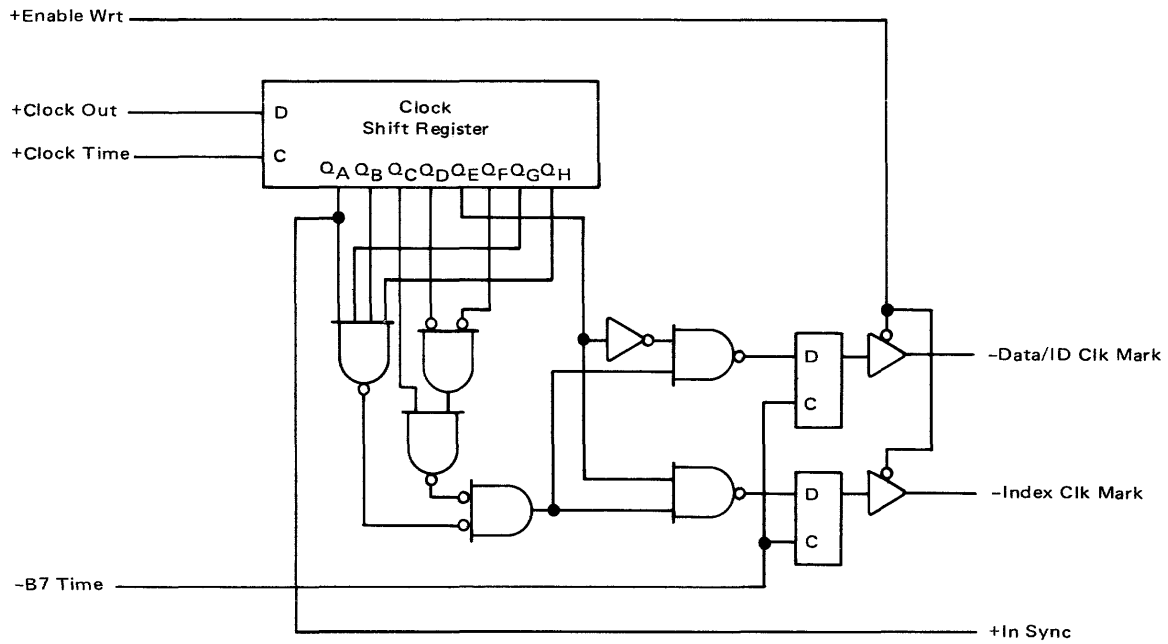 +Enable Wrt
+Clock Out
+Clock Time
D
C
Clock
Shift Register
QA QB QC QD QE QF QG QH
D
C
D
C
–Data/ID Clk Mark
–Index Clk Mark
–B7 Time
+In Sync